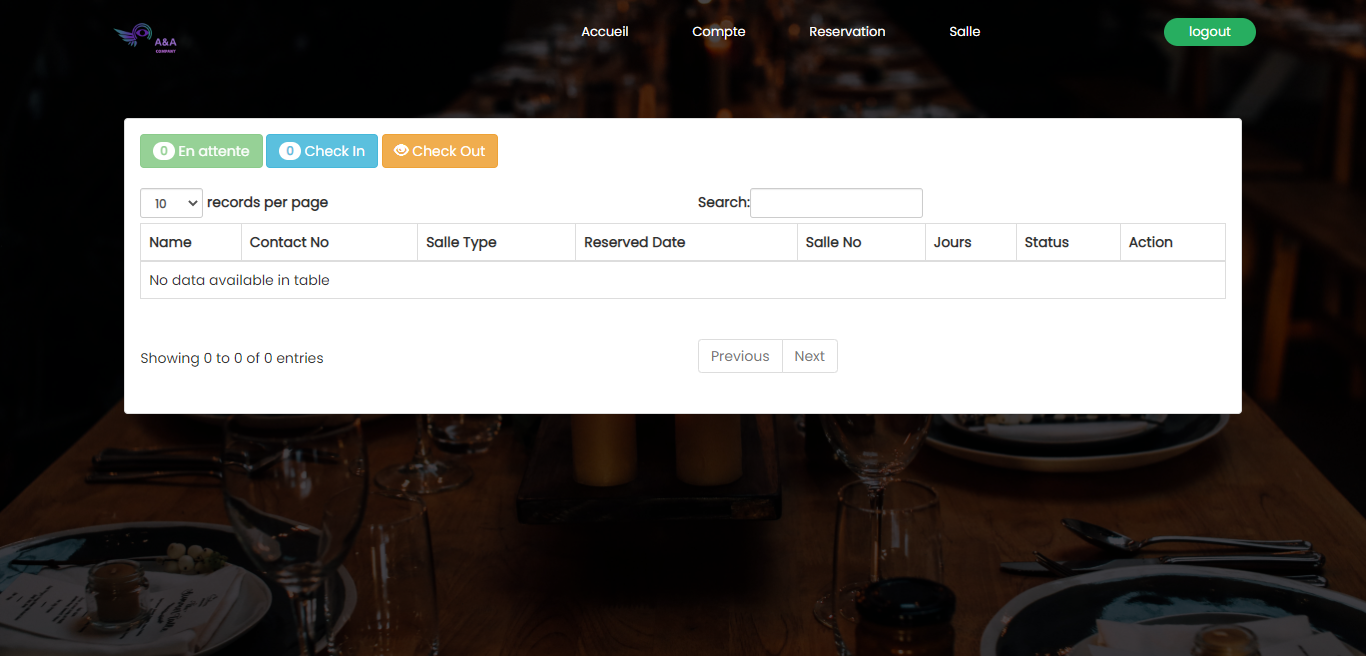 A&A
COMPANY
Accueil Compte Reservation Salle logout
0 En attente 0 Check In Check Out
10 records per page Search:
Name Contact No Salle Type Reserved Date Salle No Jours Status Action
No data available in table
Showing 0 to 0 of 0 entries Previous Next